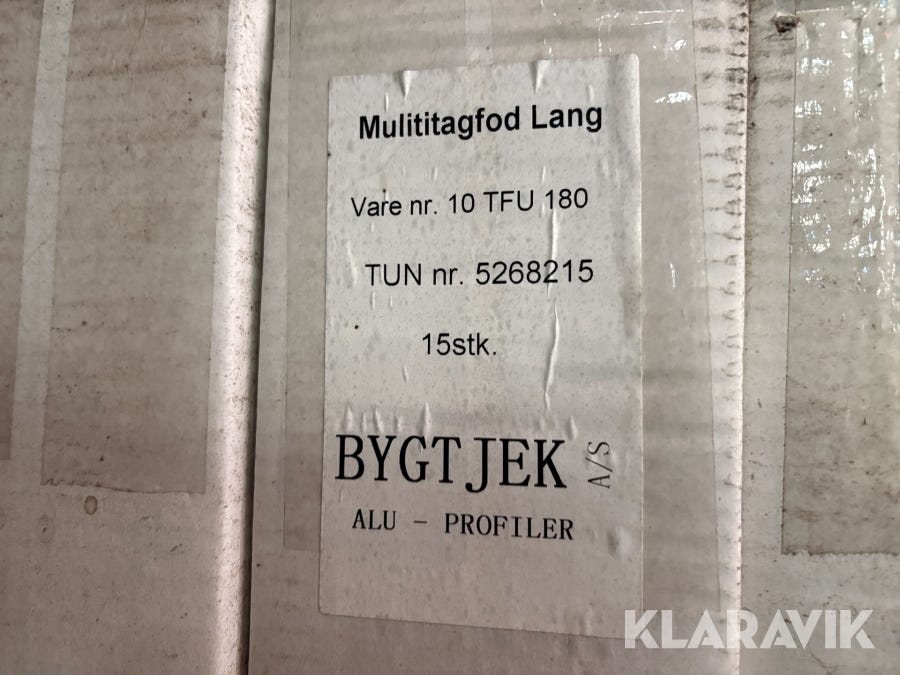 Mulititagfod Lang
Vare nr. 10 TFU 180
TUN nr. 5268215
15stk.
BYGTJEK A/S
ALU - PROFILER
KLARAVIK